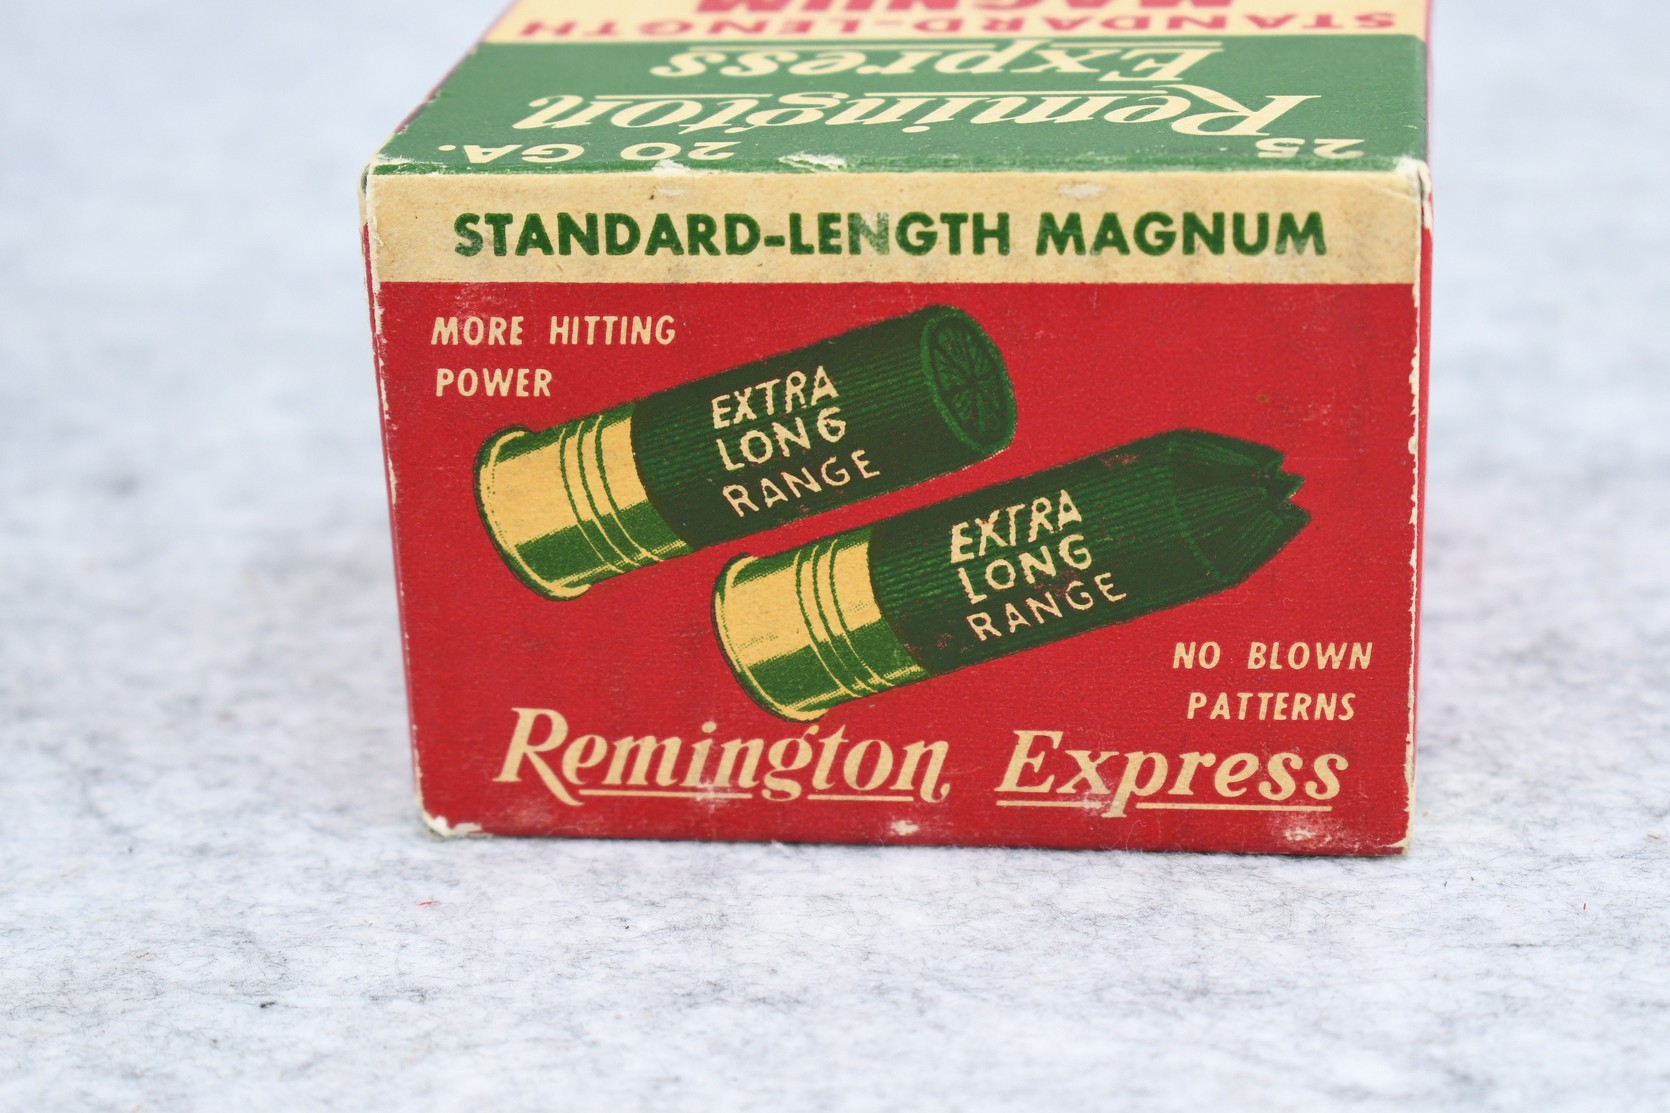 STANDARD-LENGTH
MAGNUM
Remington
Express
25 20 GA.
STANDARD-LENGTH MAGNUM
MORE HITTING
POWER
EXTRA
LONG
RANGE
EXTRA
LONG
RANGE
NO BLOWN
PATTERNS
Remington Express